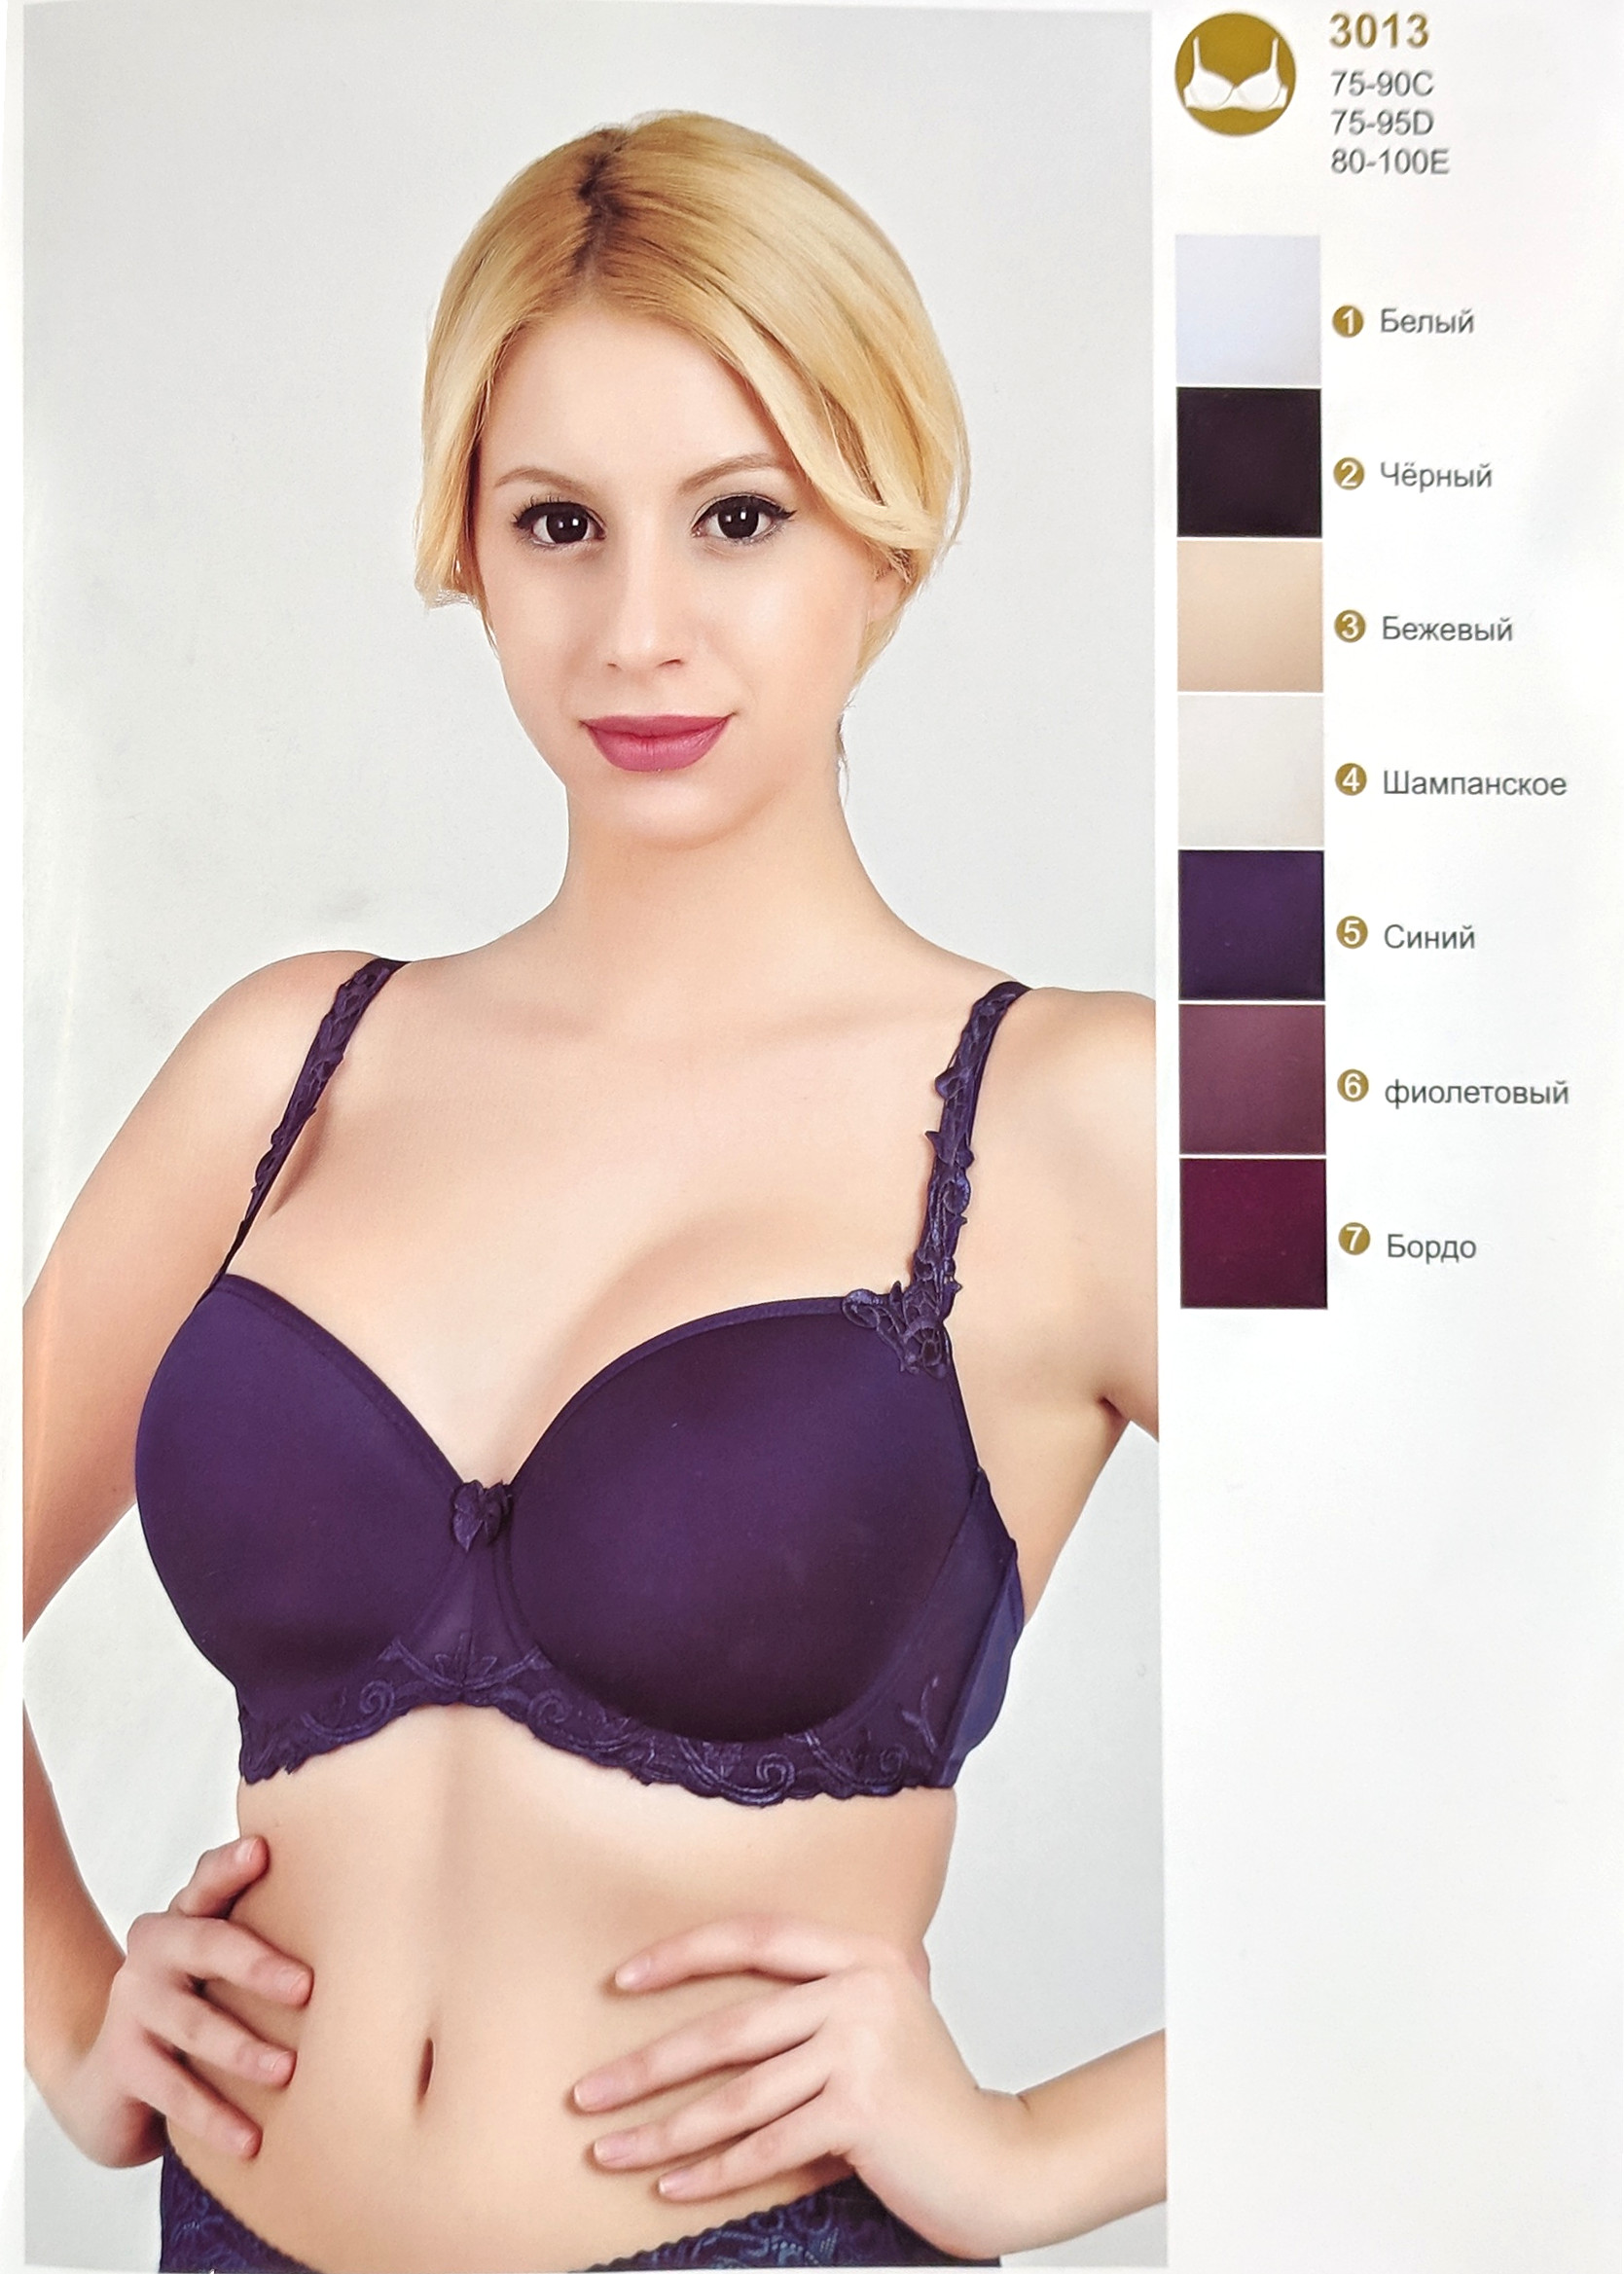 3013
75-90C
75-95D
80-100E
1 Белый
2 Чёрный
3 Бежевый
4 Шампанское
5 Синий
6 фиолетовый
7 Бордо